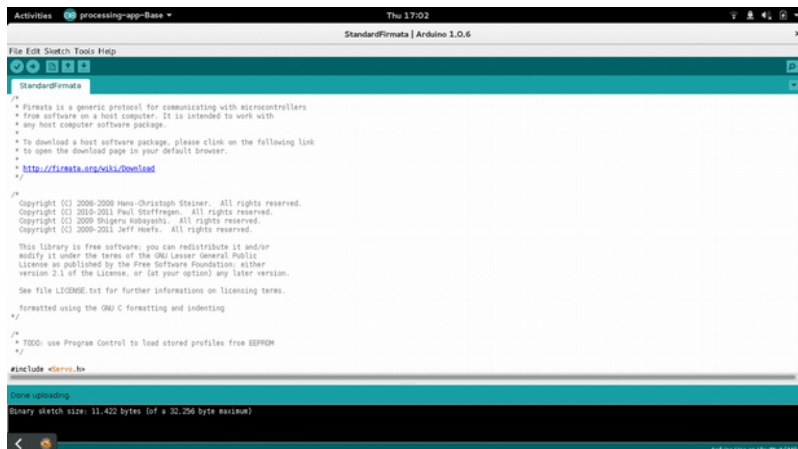 Activities processing-app-Base Thu 17:02
StandardFirmata | Arduino 1.0.6
File Edit Sketch Tools Help
StandardFirmata
/*
* Firmata is a generic protocol for communicating with microcontrollers
* from software on a host computer. It is intended to work with
* any host computer software package.
*
* To download a host software package, please clink on the following link
* to open the download page in your default browser.
*
* http://firmata.org/wiki/Download
*/
/*
Copyright (C) 2006-2008 Hans-Christoph Steiner. All rights reserved.
Copyright (C) 2010-2011 Paul Stoffregen. All rights reserved.
Copyright (C) 2009 Shigeru Kobayashi. All rights reserved.
Copyright (C) 2009-2011 Jeff Hoefs. All rights reserved.
This library is free software; you can redistribute it and/or
modify it under the terms of the GNU Lesser General Public
License as published by the Free Software Foundation; either
version 2.1 of the License, or (at your option) any later version.
See file LICENSE.txt for further informations on licensing terms.
formatted using the GNU C formatting and indenting
*/
/*
* TODO: use Program Control to load stored profiles from EEPROM
*/
#include <Servo.h>
Done uploading.
Binary sketch size: 11,422 bytes (of a 32,256 byte maximum)